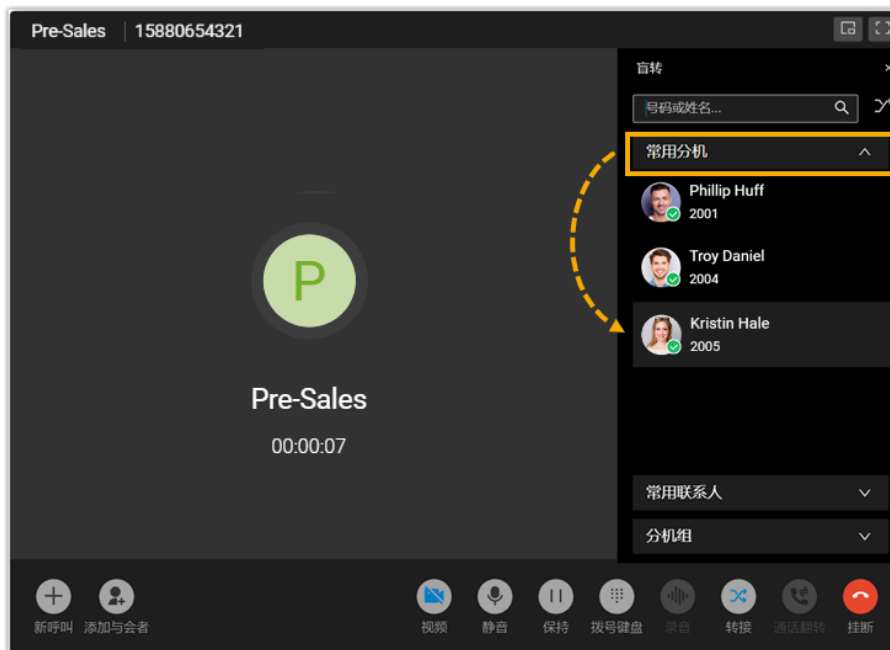 Pre-Sales 15880654321
盲转
号码或姓名...
常用分机
Phillip Huff
2001
Troy Daniel
2004
Kristin Hale
2005
P
Pre-Sales
00:00:07
常用联系人
分机组
新呼叫 添加与会者 视频 静音 保持 拨号键盘 录音 转接 通话翻转 挂断